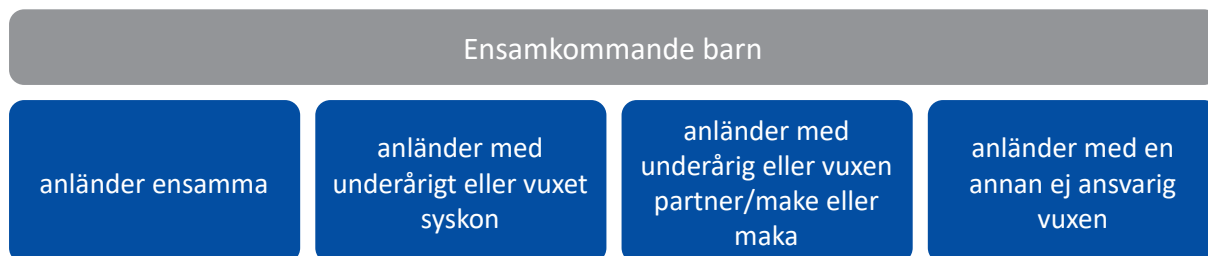 Ensamkommande barn
anländer ensamma
anländer med
underårigt eller vuxet
syskon
anländer med
underårig eller vuxen
partner/make eller
maka
anländer med en
annan ej ansvarig
vuxen